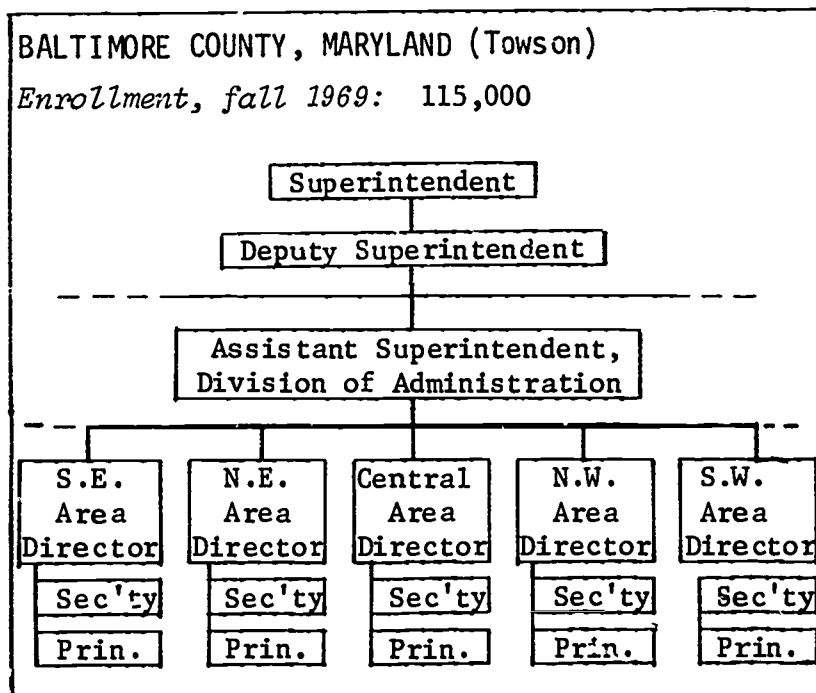 BALTIMORE COUNTY, MARYLAND (Towson)
Enrollment, fall 1969: 115,000
Superintendent
Deputy Superintendent
Assistant Superintendent,
Division of Administration
S.E. N.E. Central N.W. S.W.
Area Area Area Area Area
Director Director Director Director Director
Sec'ty Sec'ty Sec'ty Sec'ty Sec'ty
Prin. Prin. Prin. Prin. Prin.